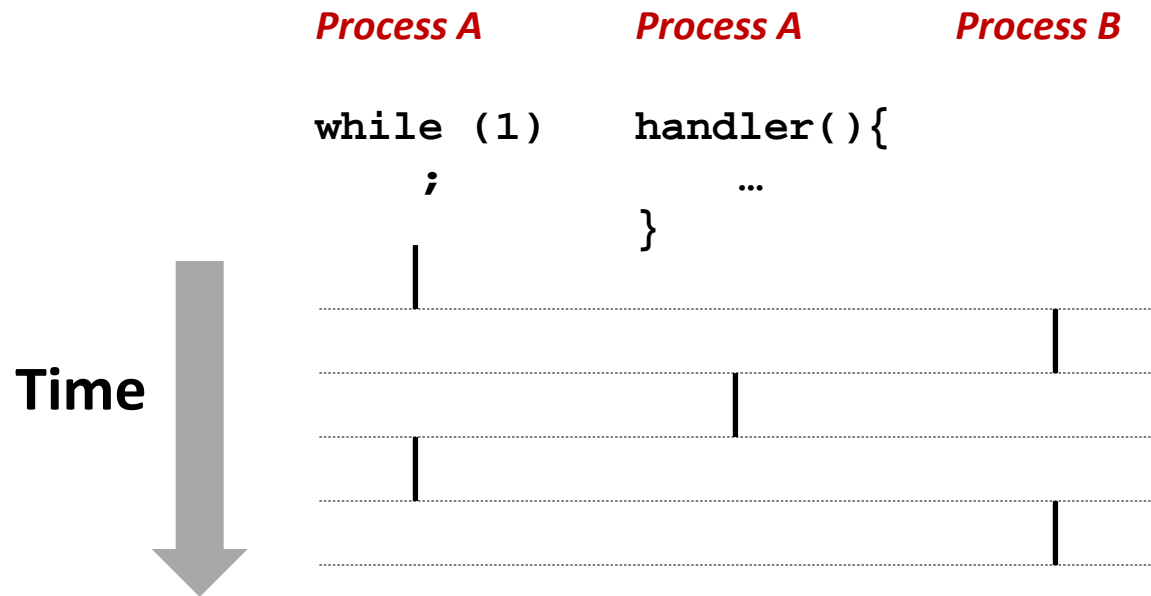 Process A Process A Process B
while (1) handler(){
; …
}
Time